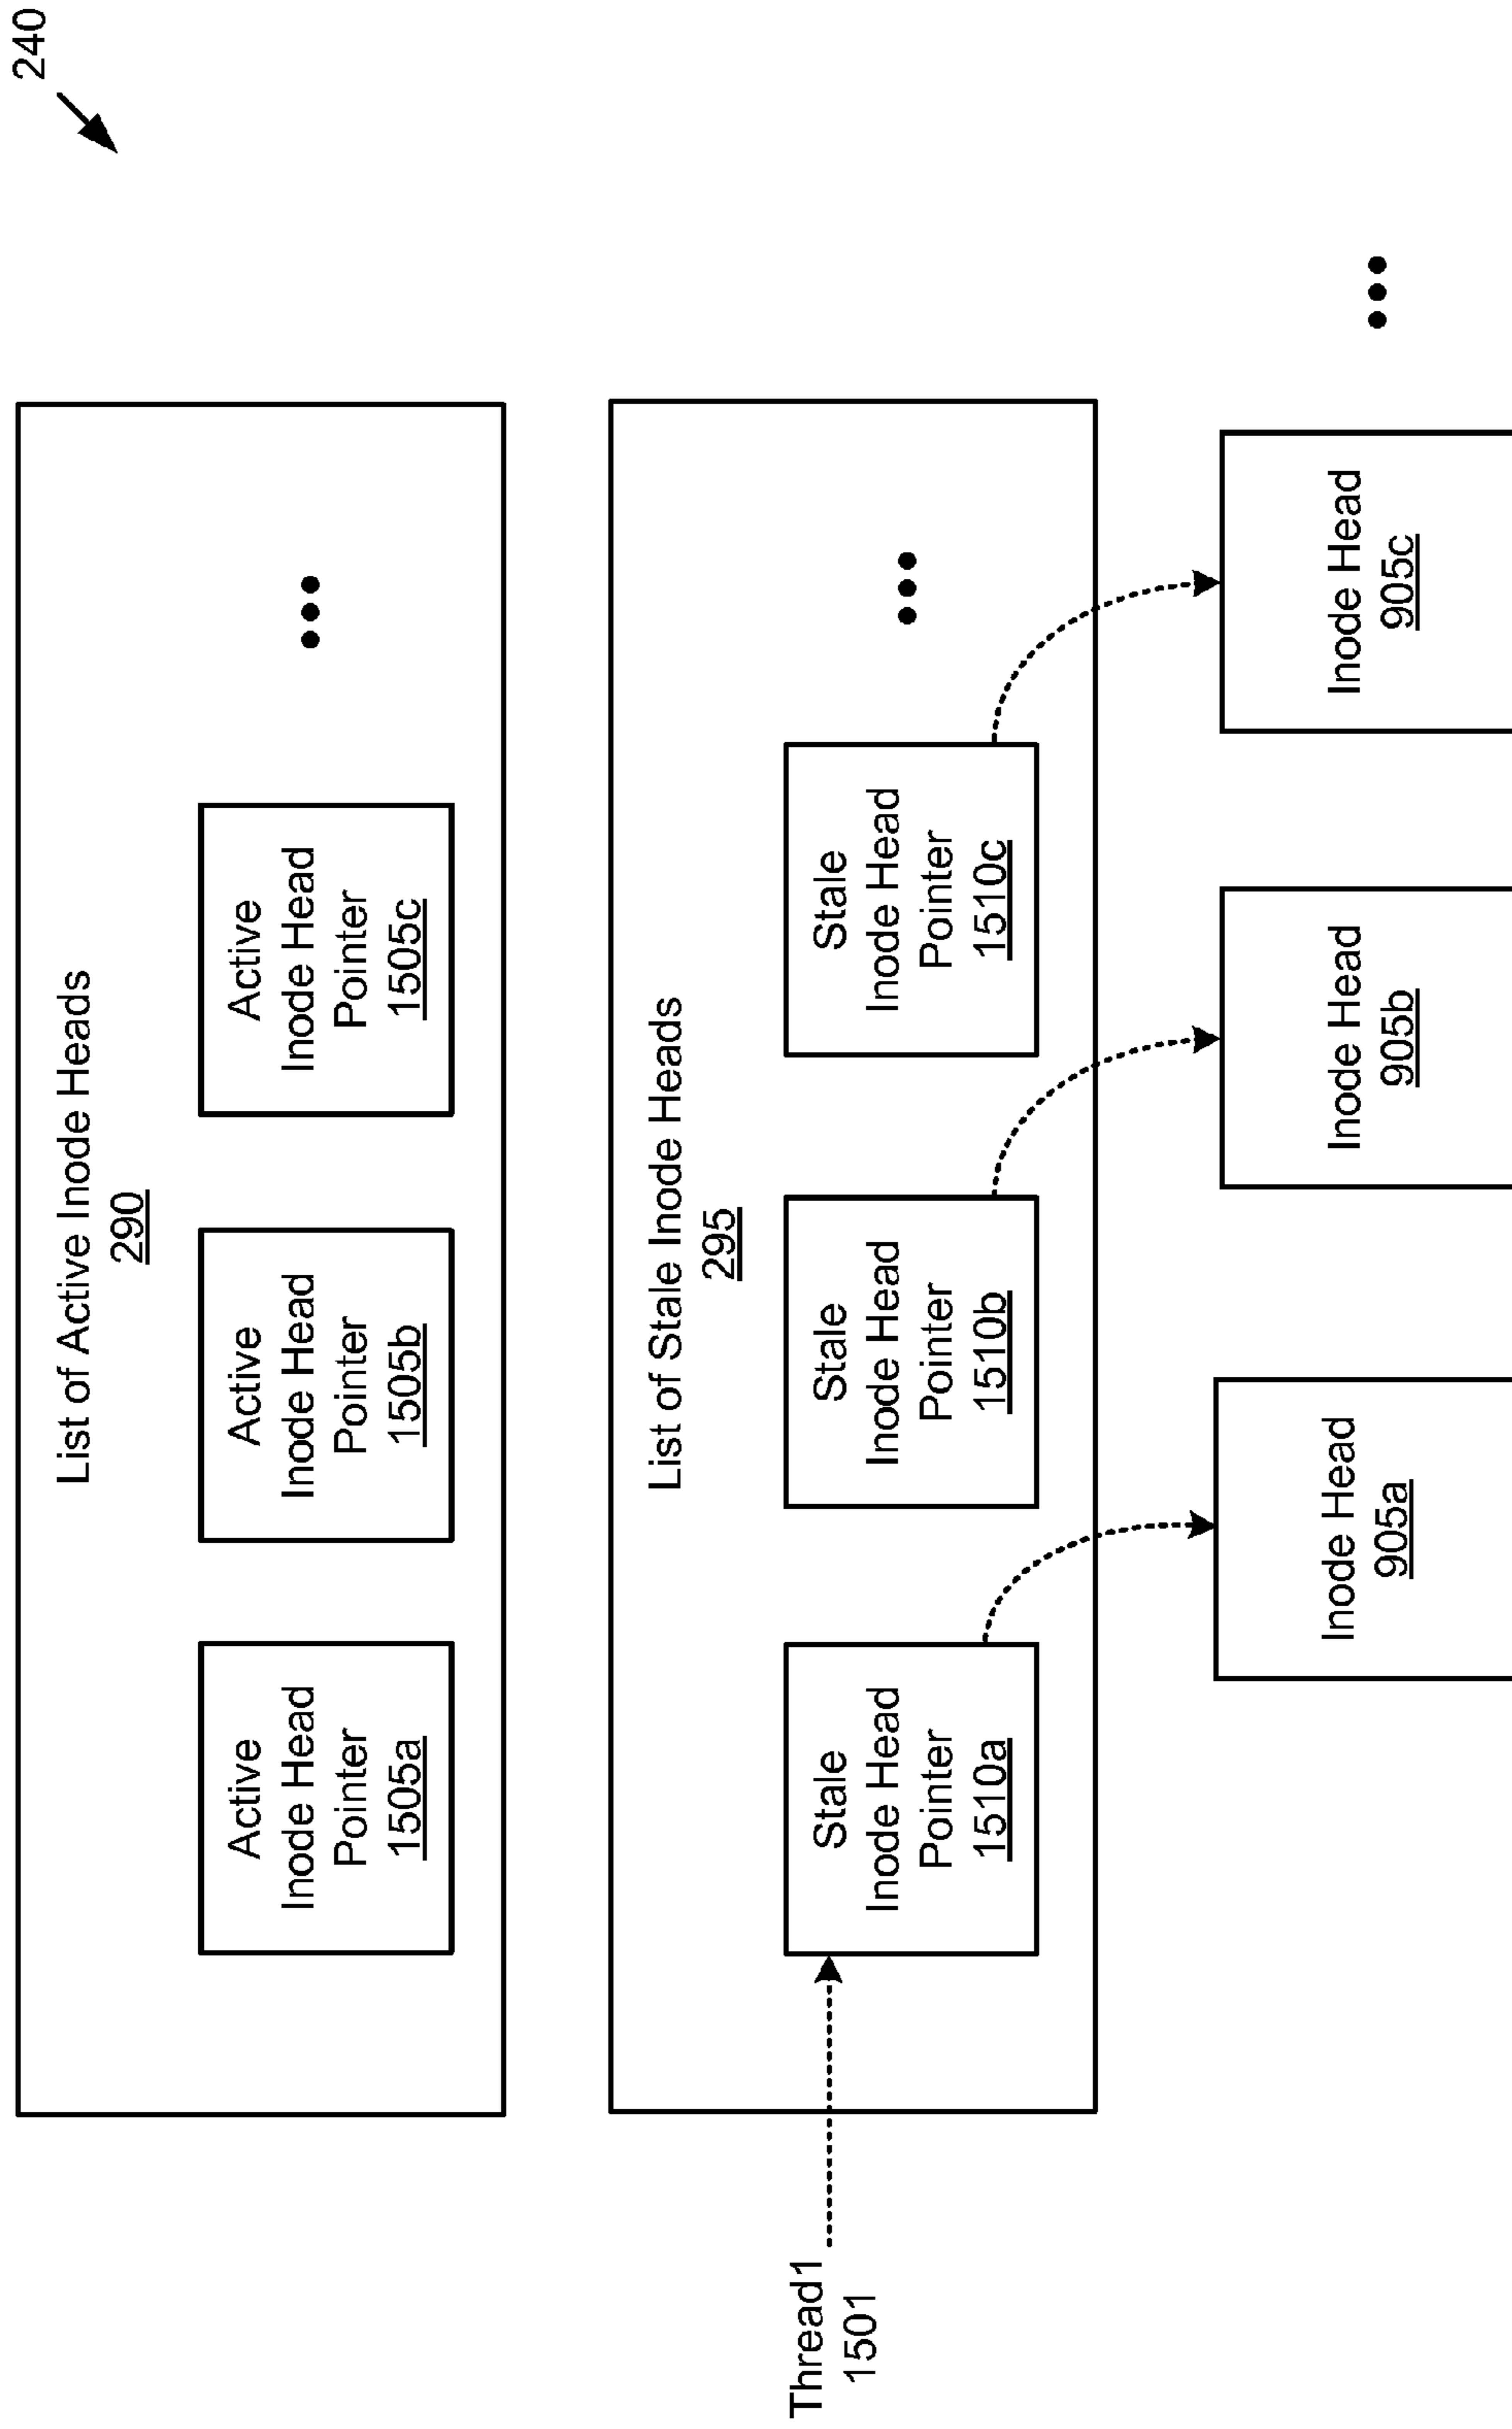 240
List of Active Inode Heads
290
Active
Inode Head
Pointer
1505a
Active
Inode Head
Pointer
1505b
Active
Inode Head
Pointer
1505c
List of Stale Inode Heads
295
Thread1
1501
Stale
Inode Head
Pointer
1510a
Stale
Inode Head
Pointer
1510b
Stale
Inode Head
Pointer
1510c
Inode Head
905a
Inode Head
905b
Inode Head
905c